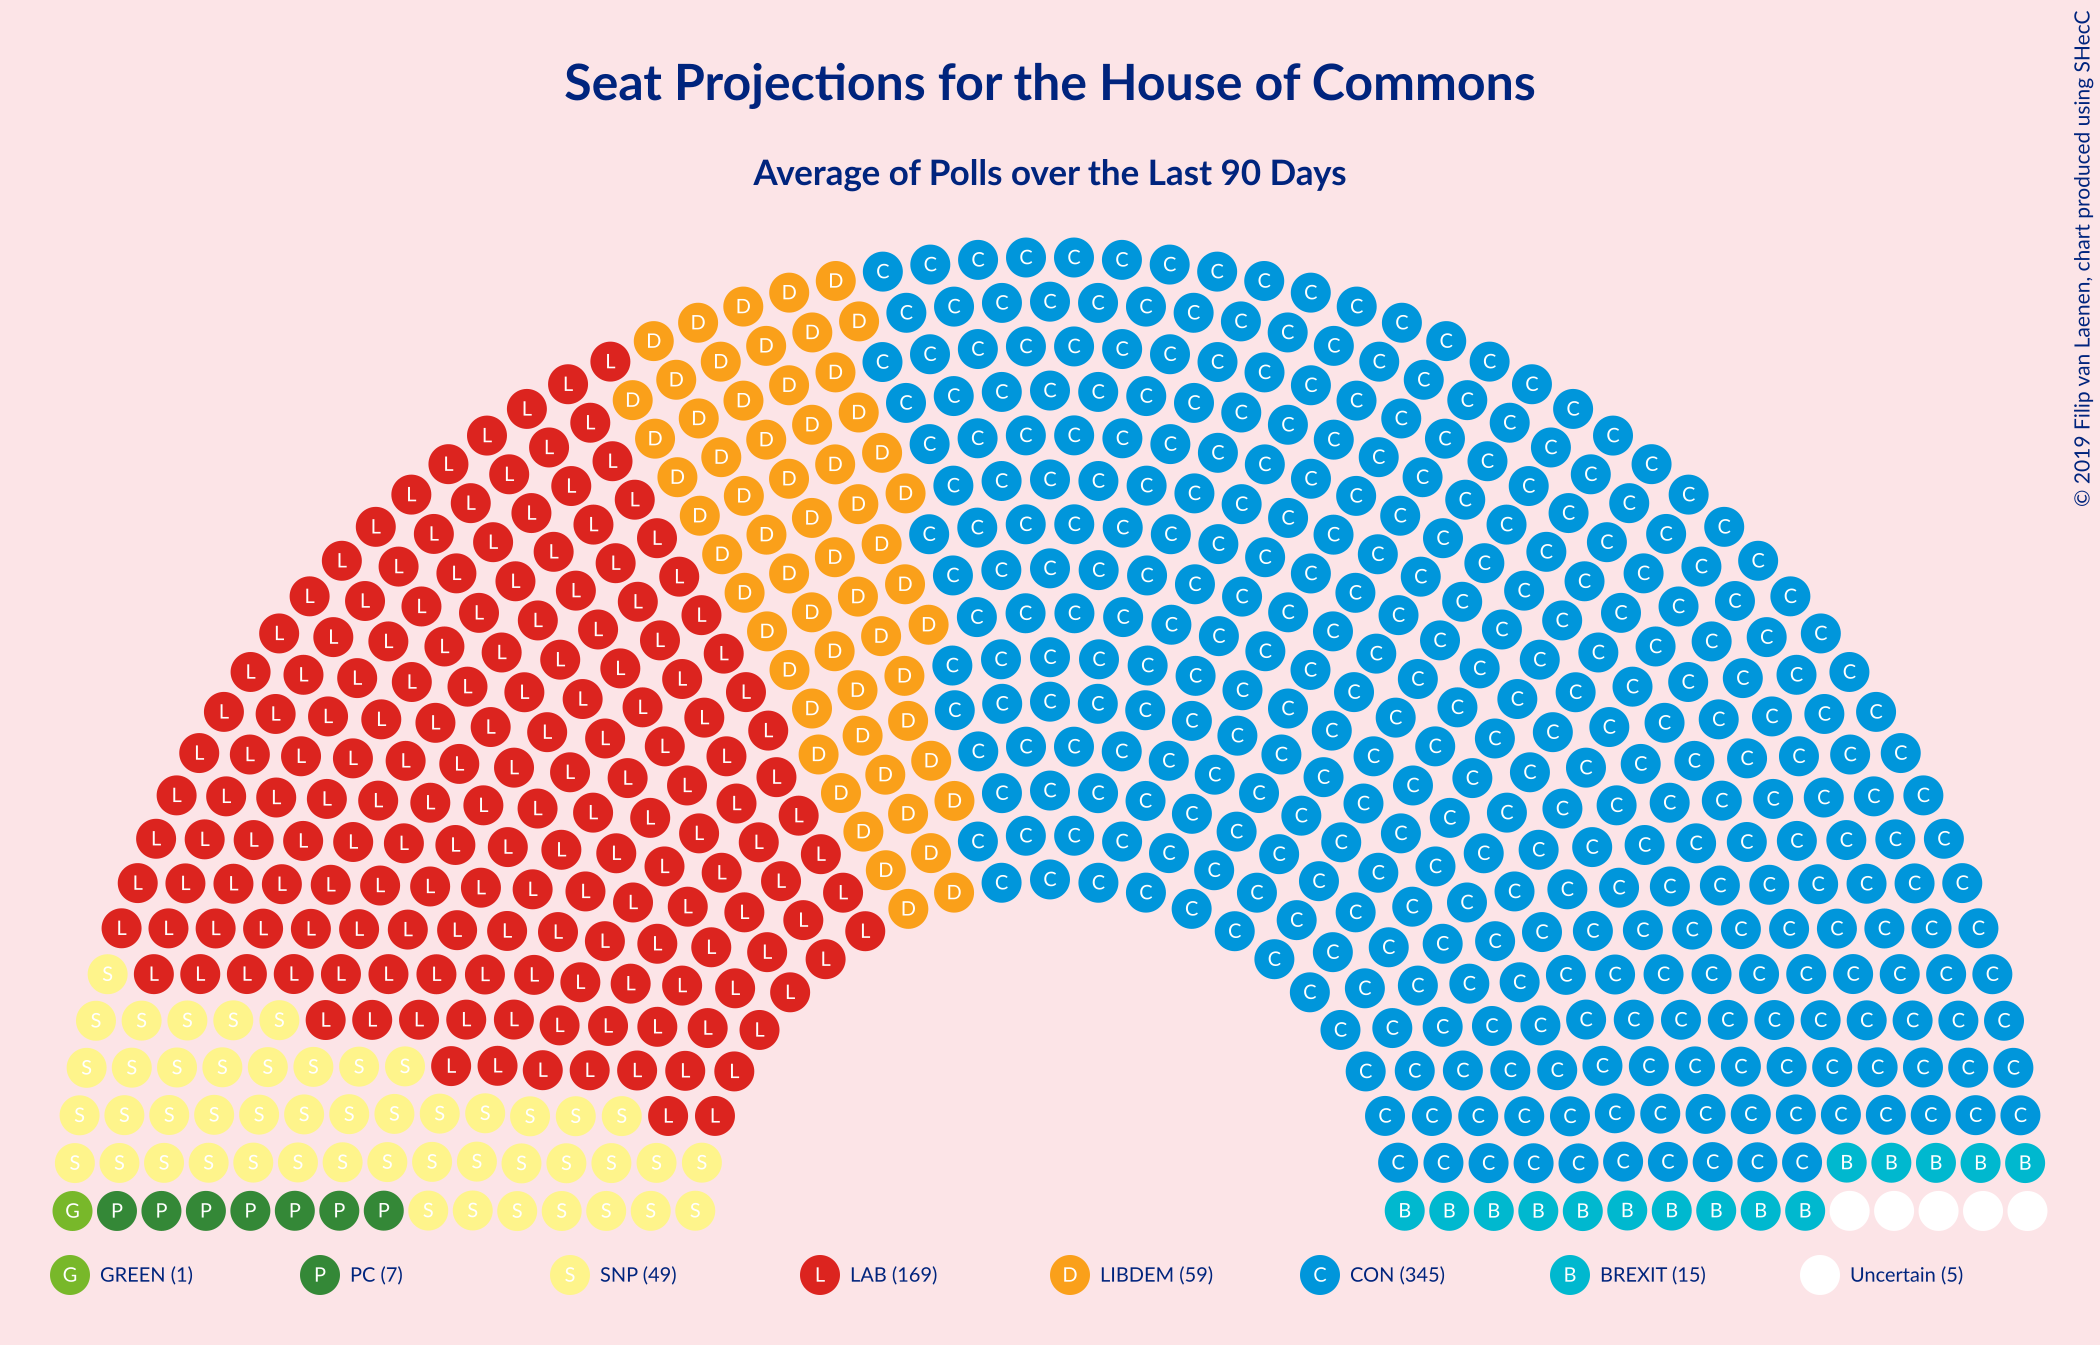 Seat Projections for the House of Commons
Average of Polls over the Last 90 Days
© 2019 Filip van Laenen, chart produced using SHecC
G GREEN (1)
P PC (7)
S SNP (49)
L LAB (169)
D LIBDEM (59)
C CON (345)
B BREXIT (15)
Uncertain (5)